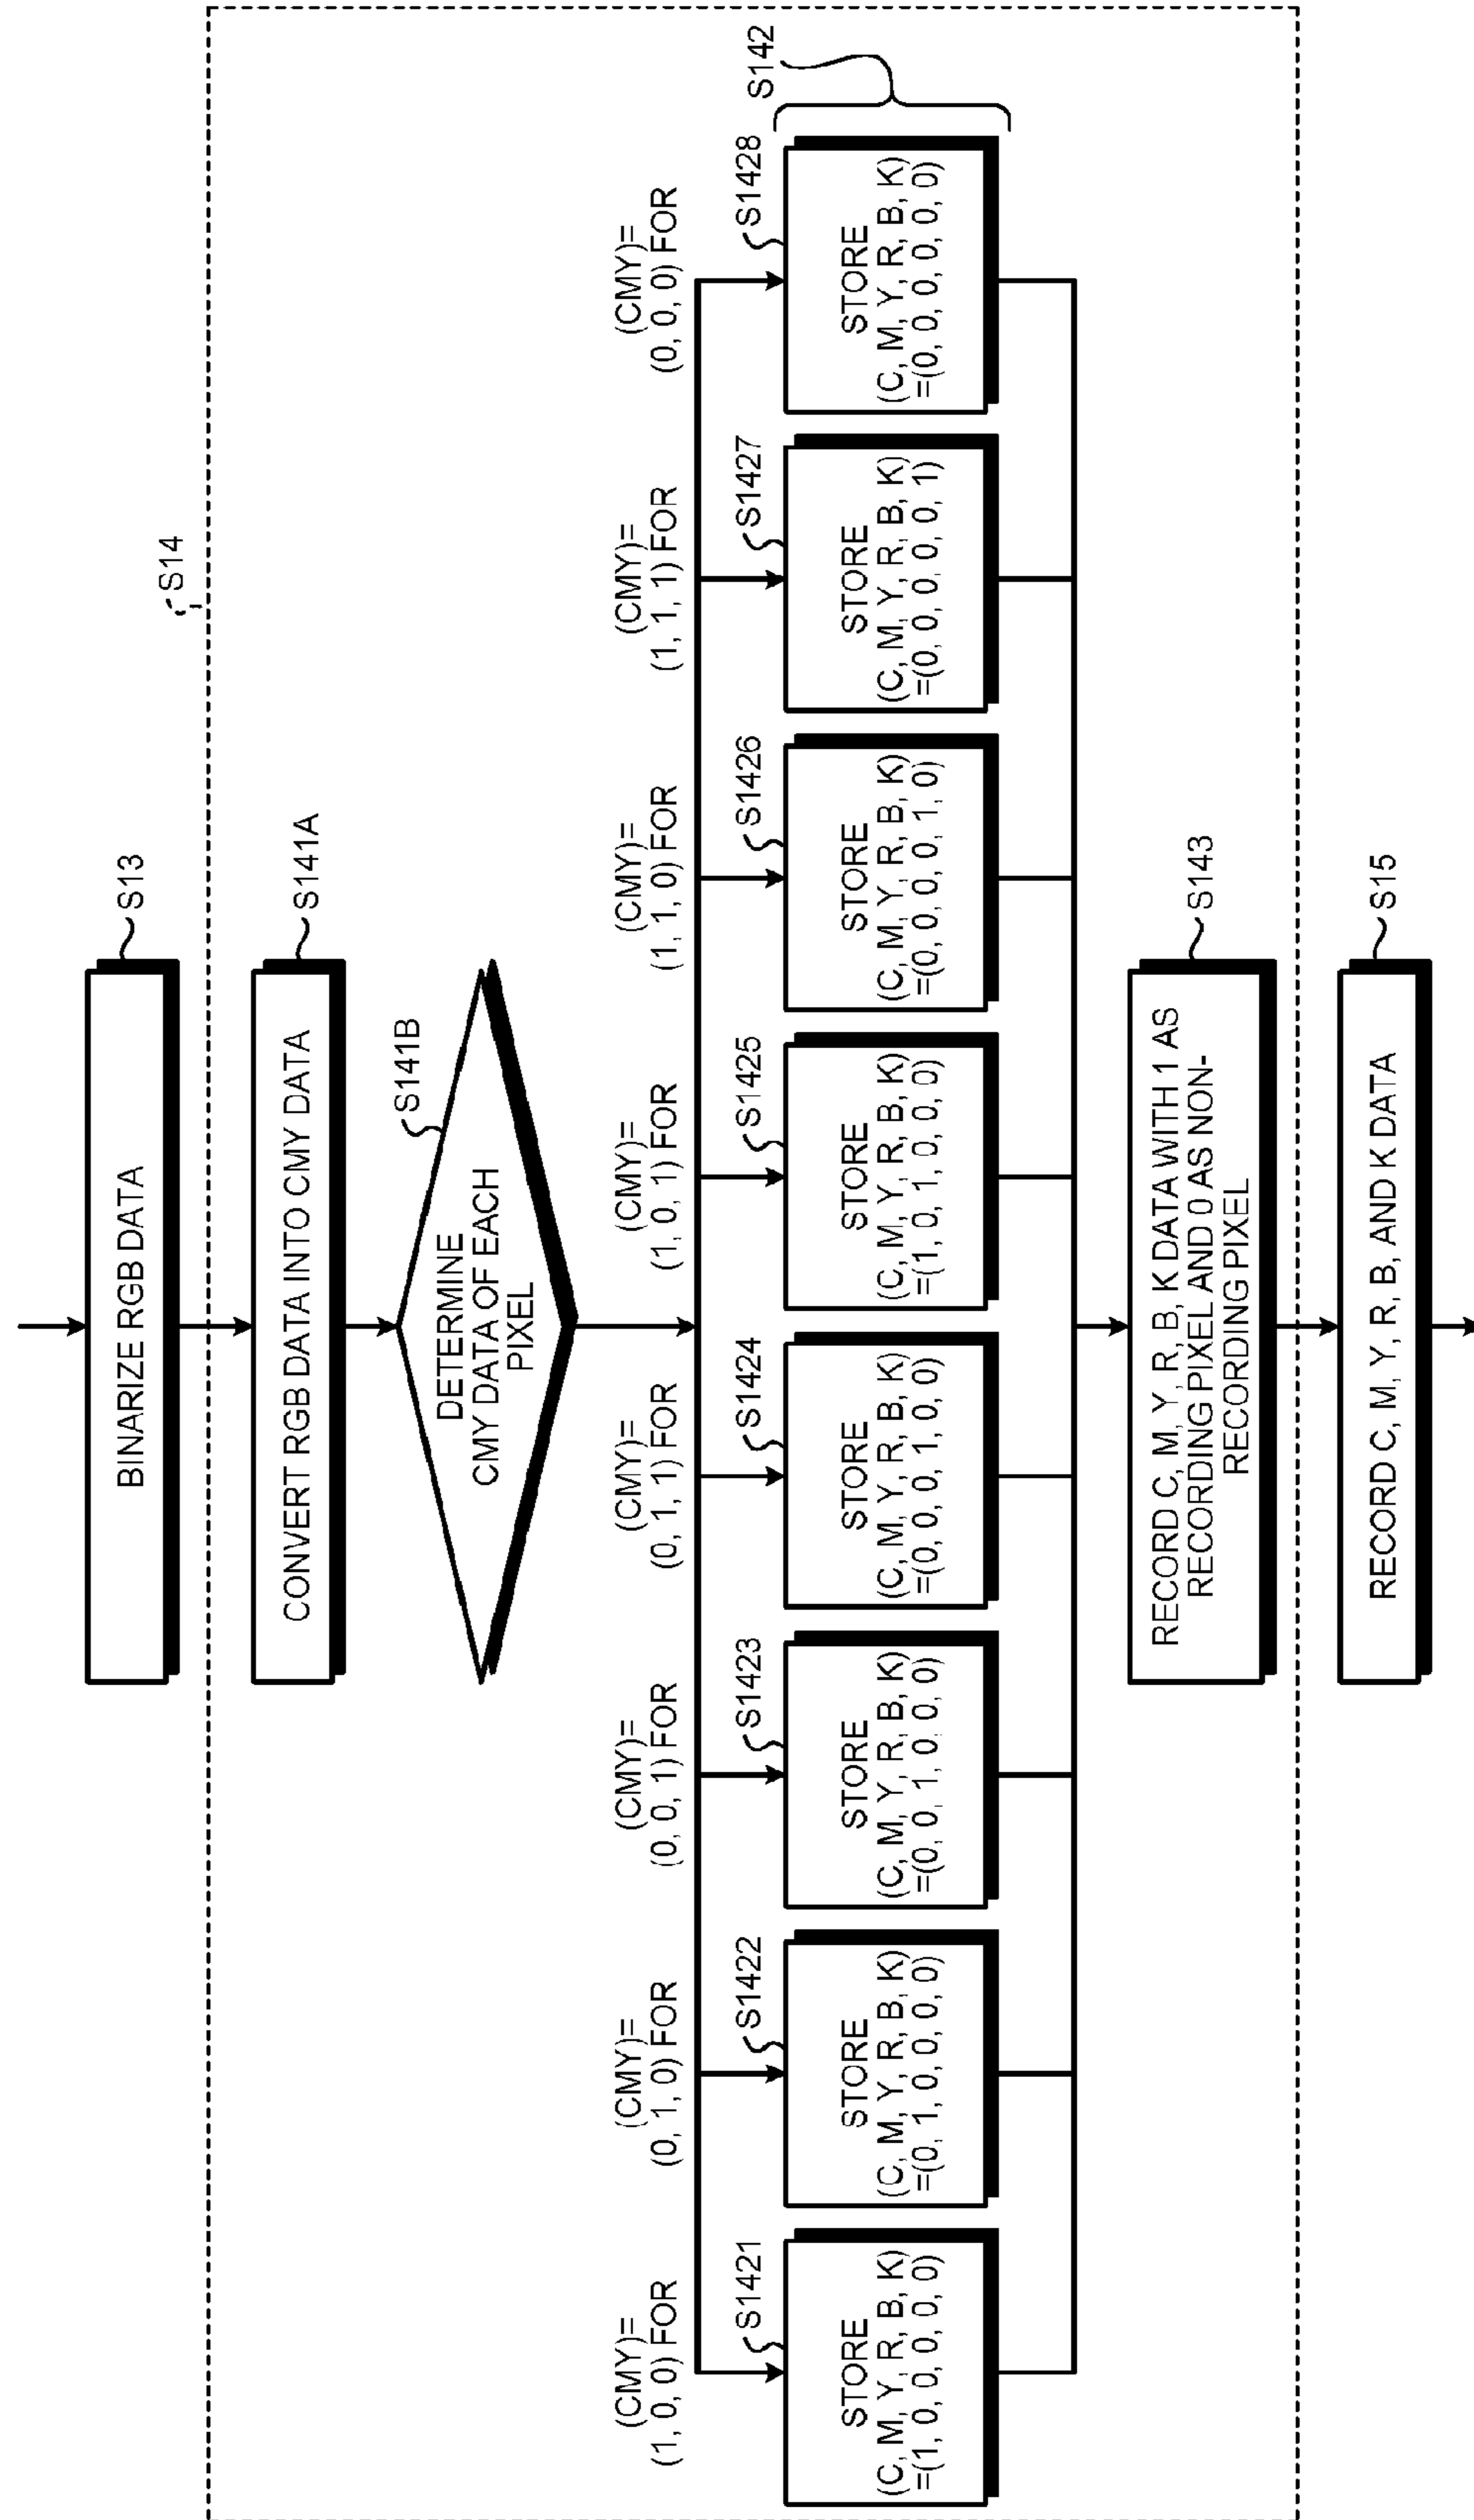 BINARIZE RGB DATA
S13
S14
CONVERT RGB DATA INTO CMY DATA
S141A
DETERMINE
CMY DATA OF EACH
PIXEL
S141B
(CMY)=
(1, 0, 0) FOR
(CMY)=
(0, 1, 0) FOR
(CMY)=
(0, 0, 1) FOR
(CMY)=
(0, 1, 1) FOR
(CMY)=
(1, 0, 1) FOR
(CMY)=
(1, 1, 0) FOR
(CMY)=
(1, 1, 1) FOR
(CMY)=
(0, 0, 0) FOR
S142
S1421
STORE
(C, M, Y, R, B, K)
=(1, 0, 0, 0, 0, 0)
S1422
STORE
(C, M, Y, R, B, K)
=(0, 1, 0, 0, 0, 0)
S1423
STORE
(C, M, Y, R, B, K)
=(0, 0, 1, 0, 0, 0)
S1424
STORE
(C, M, Y, R, B, K)
=(0, 0, 0, 1, 0, 0)
S1425
STORE
(C, M, Y, R, B, K)
=(1, 0, 1, 0, 0, 0)
S1426
STORE
(C, M, Y, R, B, K)
=(0, 0, 0, 0, 1, 0)
S1427
STORE
(C, M, Y, R, B, K)
=(0, 0, 0, 0, 0, 1)
S1428
STORE
(C, M, Y, R, B, K)
=(0, 0, 0, 0, 0, 0)
RECORD C, M, Y, R, B, K DATA WITH 1 AS
RECORDING PIXEL AND 0 AS NON-
RECORDING PIXEL
S143
RECORD C, M, Y, R, B, AND K DATA
S15